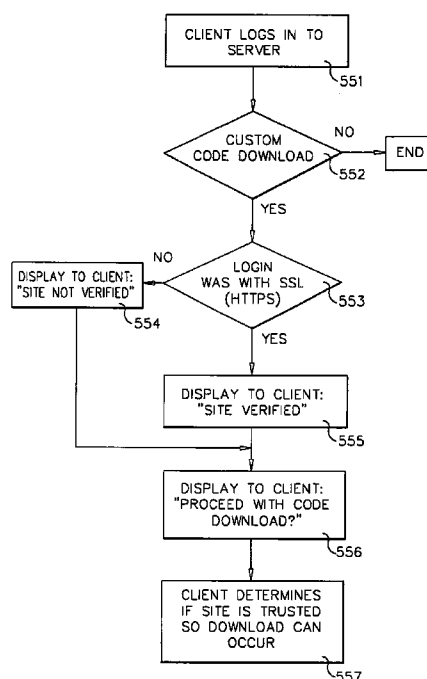 CLIENT LOGS IN TO
SERVER
551
CUSTOM
CODE DOWNLOAD
552
NO
END
YES
LOGIN
WAS WITH SSL
(HTTPS)
553
NO
DISPLAY TO CLIENT:
"SITE NOT VERIFIED"
554
YES
DISPLAY TO CLIENT:
"SITE VERIFIED"
555
DISPLAY TO CLIENT:
"PROCEED WITH CODE
DOWNLOAD?"
556
CLIENT DETERMINES
IF SITE IS TRUSTED
SO DOWNLOAD CAN
OCCUR
557